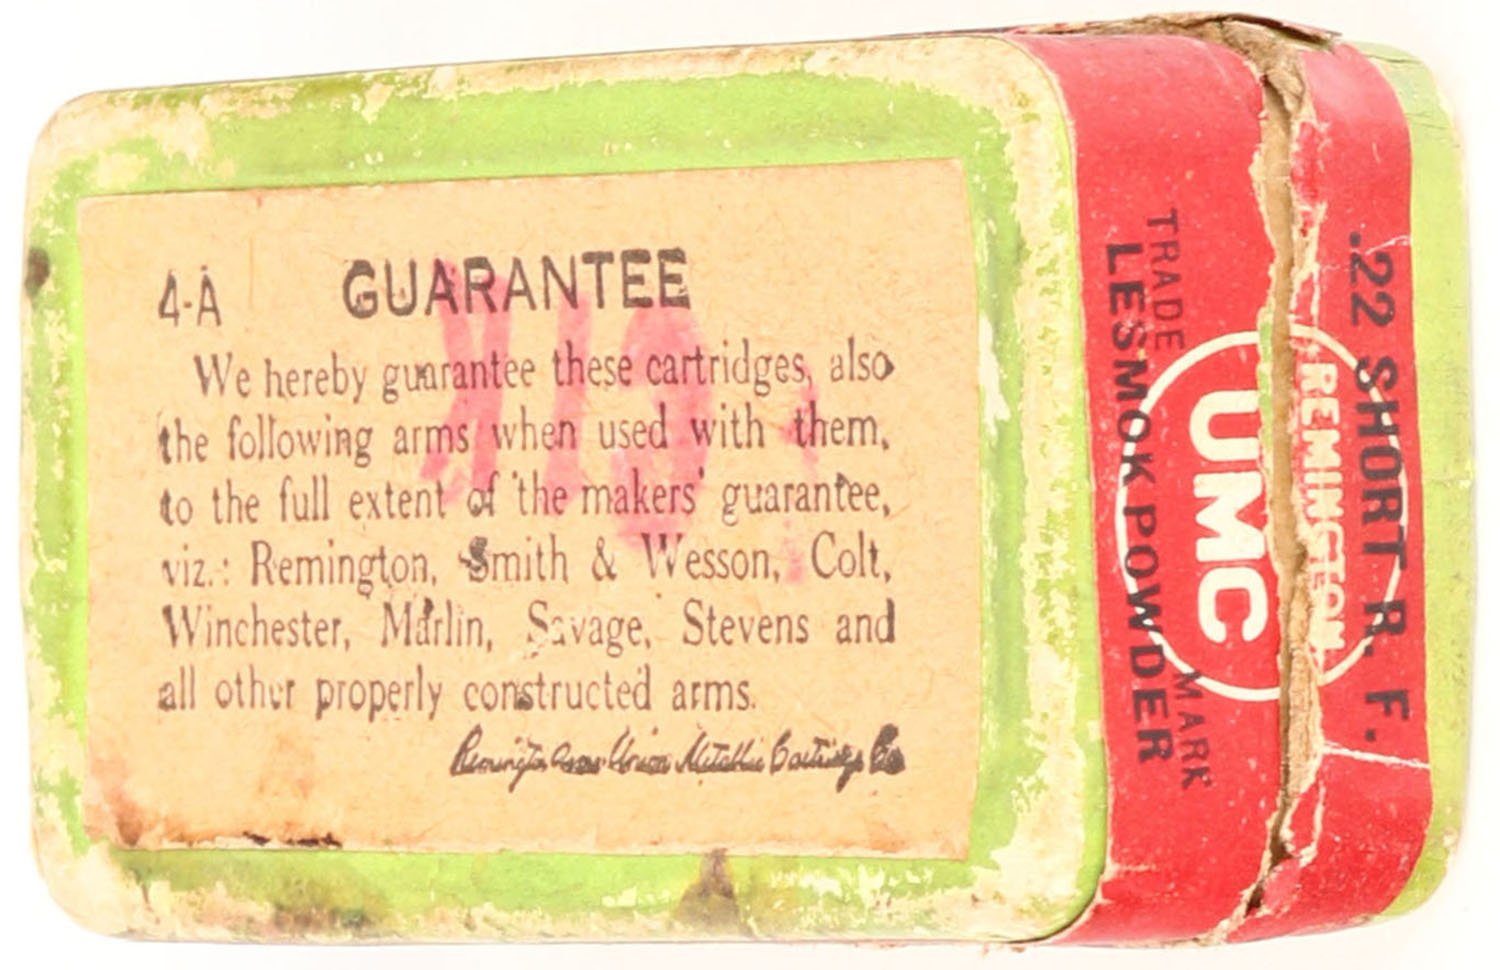 4-A GUARANTEE
We hereby guarantee these cartridges, also
the following arms when used with them,
to the full extent of the makers' guarantee,
viz.: Remington, Smith & Wesson, Colt,
Winchester, Marlin, Savage, Stevens and
all other properly constructed arms.
Remington Arms Union Metallic Cartridge Co
.22 SHORT R. F.
REMINGTON
UMC
TRADE MARK
LESMOK POWDER